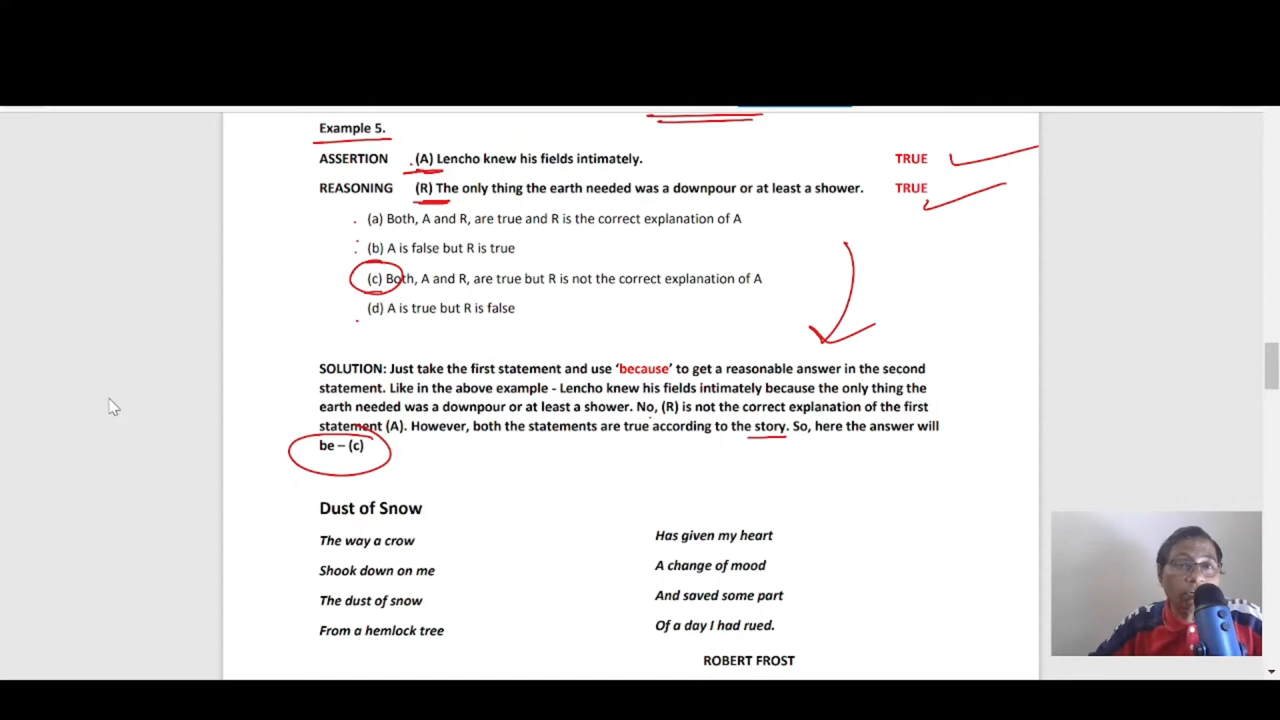 Example 5.
ASSERTION (A) Lencho knew his fields intimately. TRUE
REASONING (R) The only thing the earth needed was a downpour or at least a shower. TRUE
(a) Both, A and R, are true and R is the correct explanation of A
(b) A is false but R is true
(c) Both, A and R, are true but R is not the correct explanation of A
(d) A is true but R is false
SOLUTION: Just take the first statement and use ‘because’ to get a reasonable answer in the second
statement. Like in the above example - Lencho knew his fields intimately because the only thing the
earth needed was a downpour or at least a shower. No, (R) is not the correct explanation of the first
statement (A). However, both the statements are true according to the story. So, here the answer will
be – (c)
Dust of Snow
The way a crow
Shook down on me
The dust of snow
From a hemlock tree
Has given my heart
A change of mood
And saved some part
Of a day I had rued.
ROBERT FROST